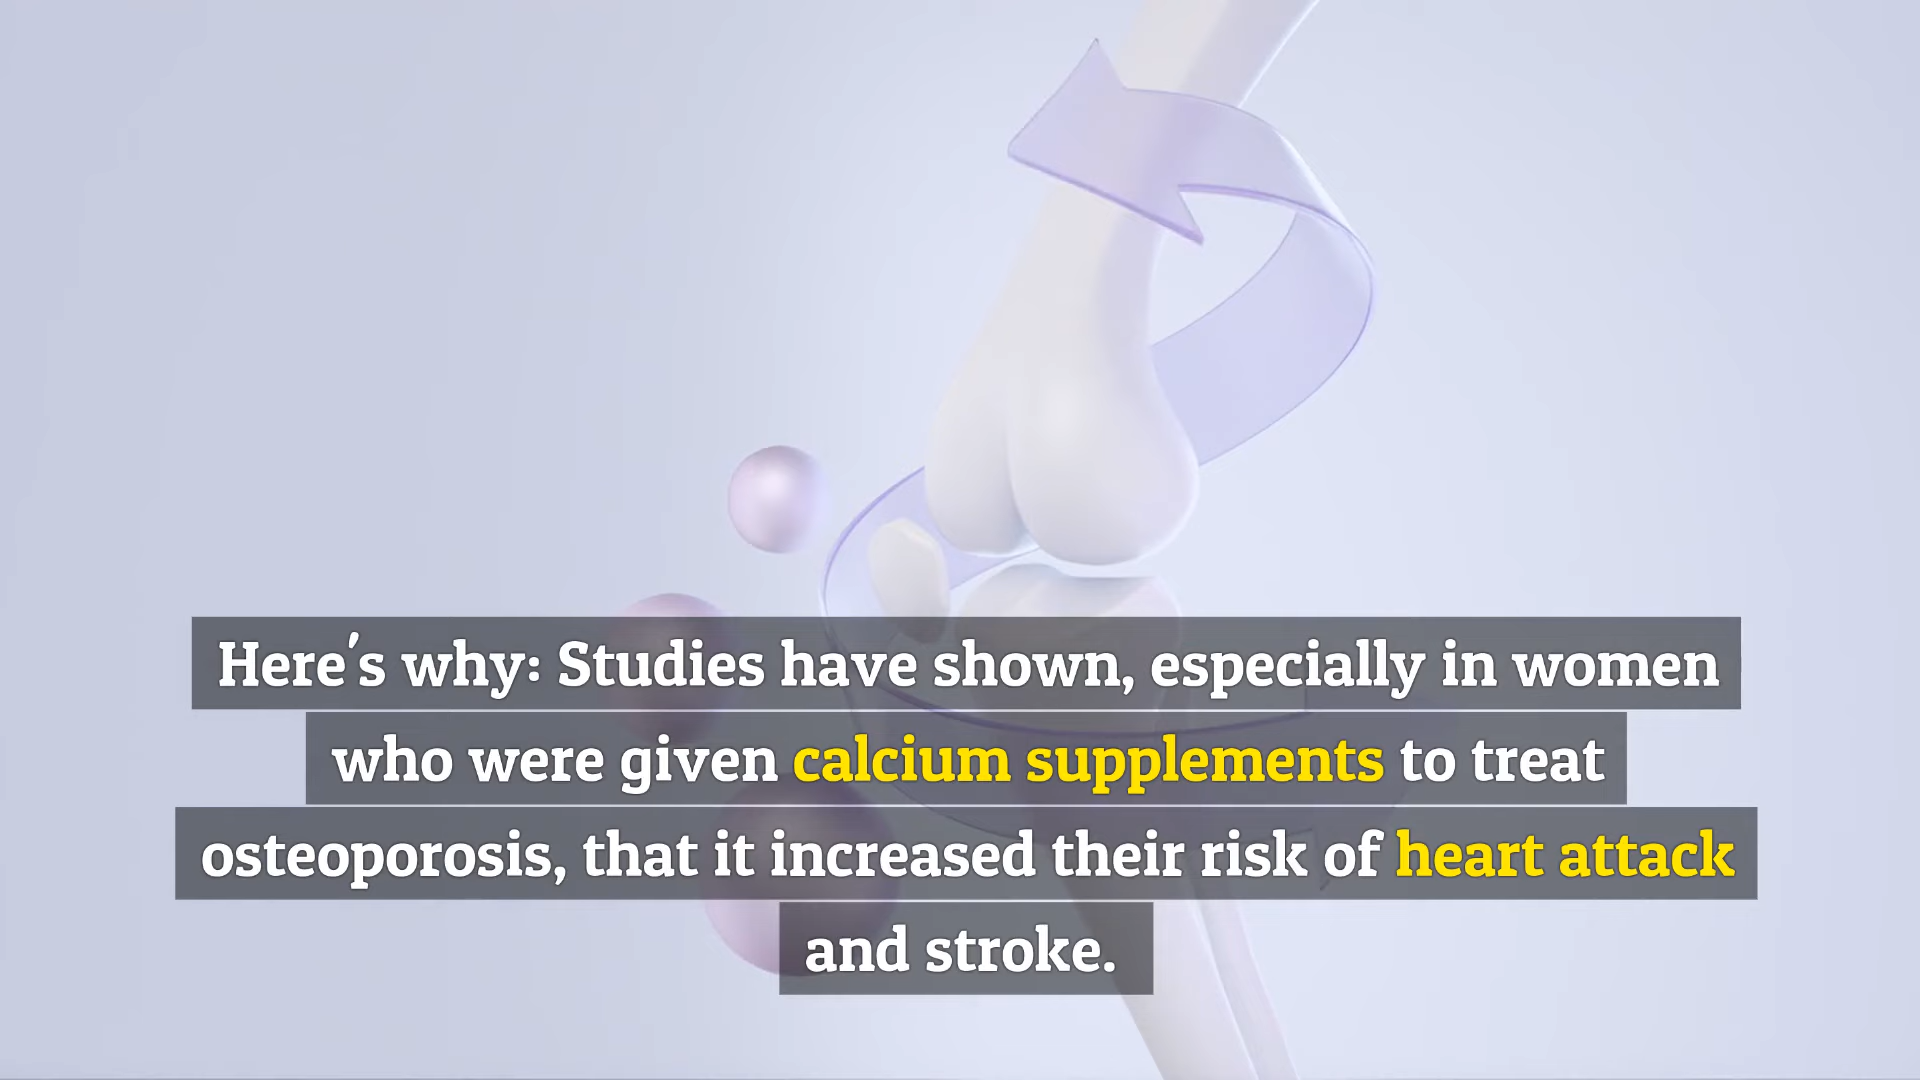 Here's why: Studies have shown, especially in women
who were given calcium supplements to treat
osteoporosis, that it increased their risk of heart attack
and stroke.